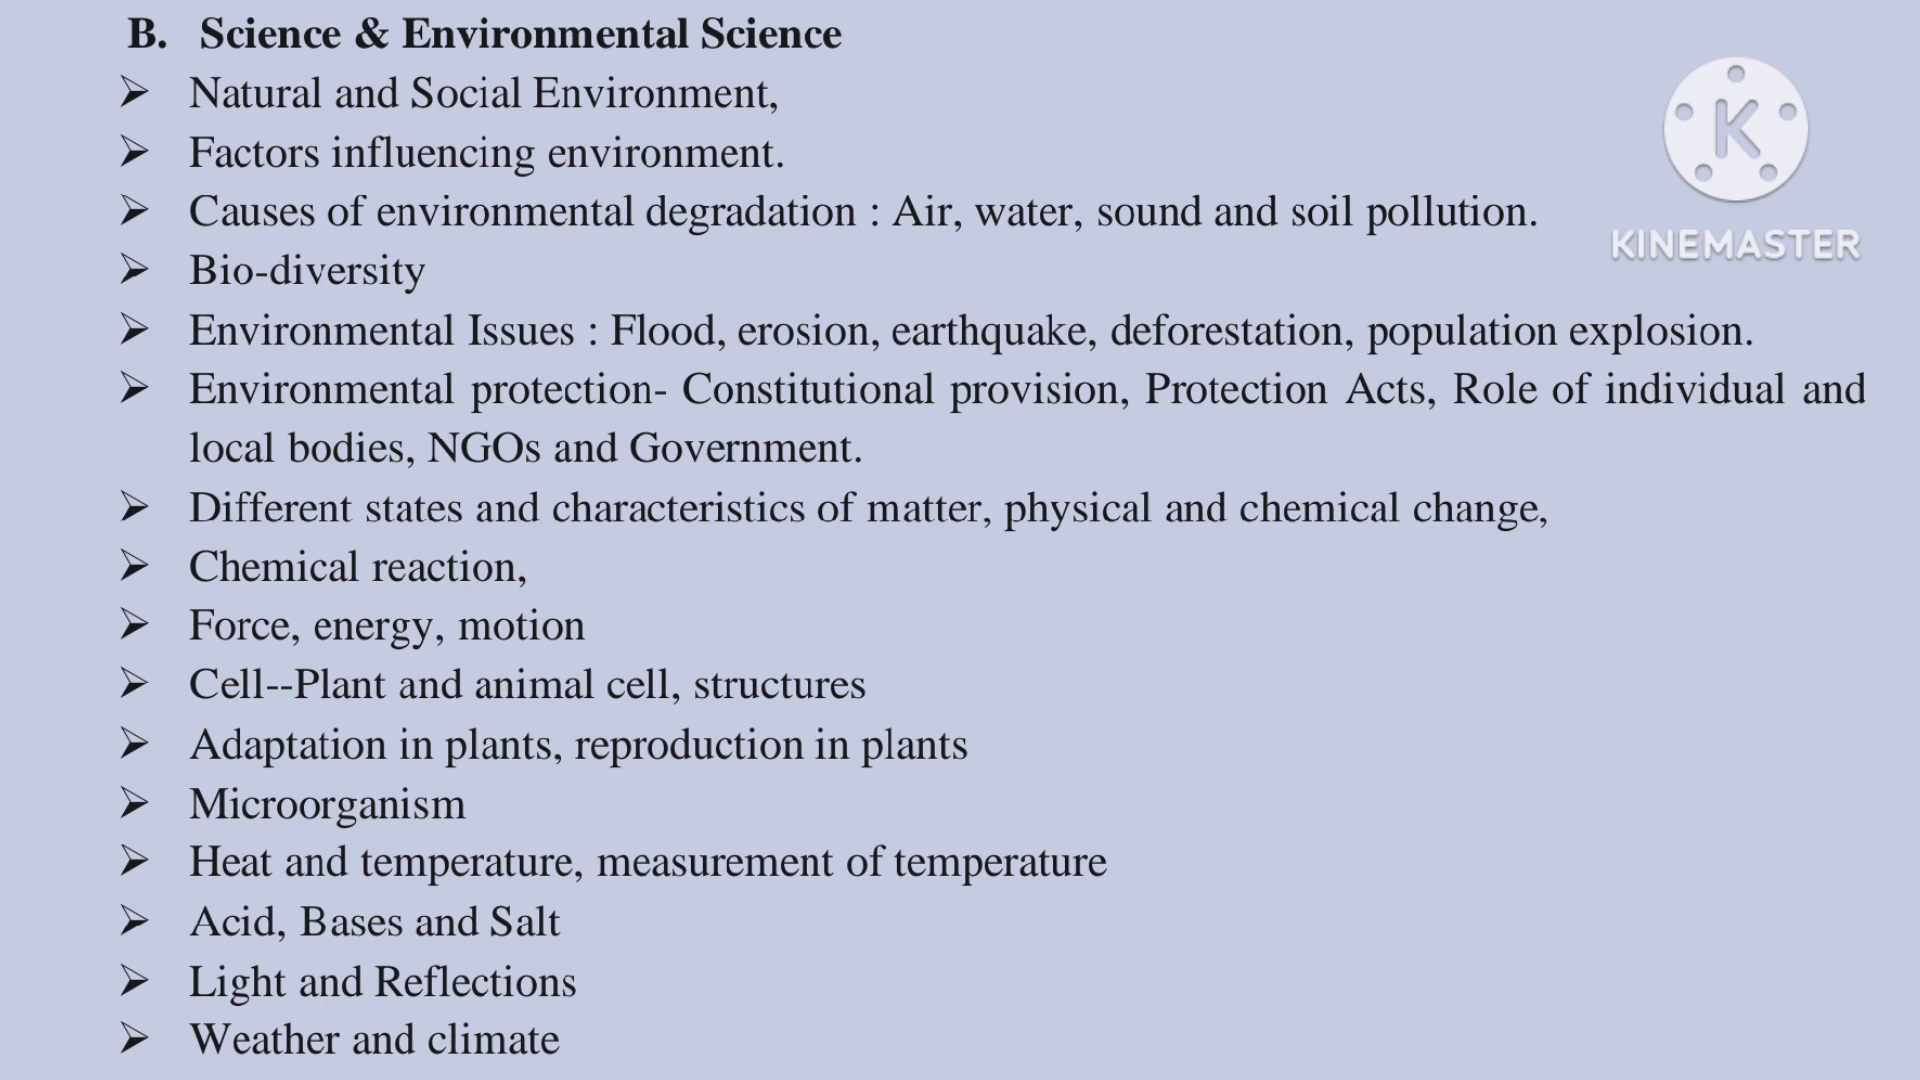 B. Science & Environmental Science
➢ Natural and Social Environment,
➢ Factors influencing environment.
➢ Causes of environmental degradation : Air, water, sound and soil pollution.
➢ Bio-diversity
➢ Environmental Issues : Flood, erosion, earthquake, deforestation, population explosion.
➢ Environmental protection- Constitutional provision, Protection Acts, Role of individual and
local bodies, NGOs and Government.
➢ Different states and characteristics of matter, physical and chemical change,
➢ Chemical reaction,
➢ Force, energy, motion
➢ Cell--Plant and animal cell, structures
➢ Adaptation in plants, reproduction in plants
➢ Microorganism
➢ Heat and temperature, measurement of temperature
➢ Acid, Bases and Salt
➢ Light and Reflections
➢ Weather and climate
K
KINEMASTER